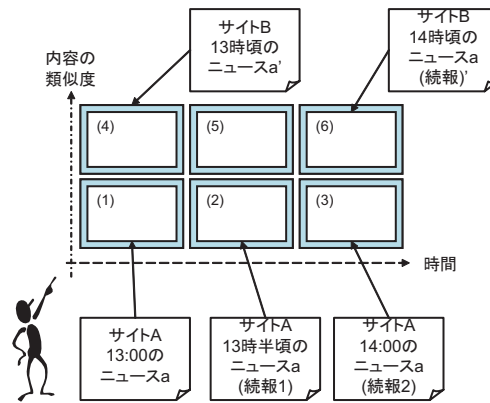 サイトB
13時頃の
ニュースa’
サイトB
14時頃の
ニュースa
(続報)’
内容の
類似度
(4)
(5)
(6)
(1)
(2)
(3)
時間
サイトA
13:00の
ニュースa
サイトA
13時半頃の
ニュースa
(続報1)
サイトA
14:00の
ニュースa
(続報2)